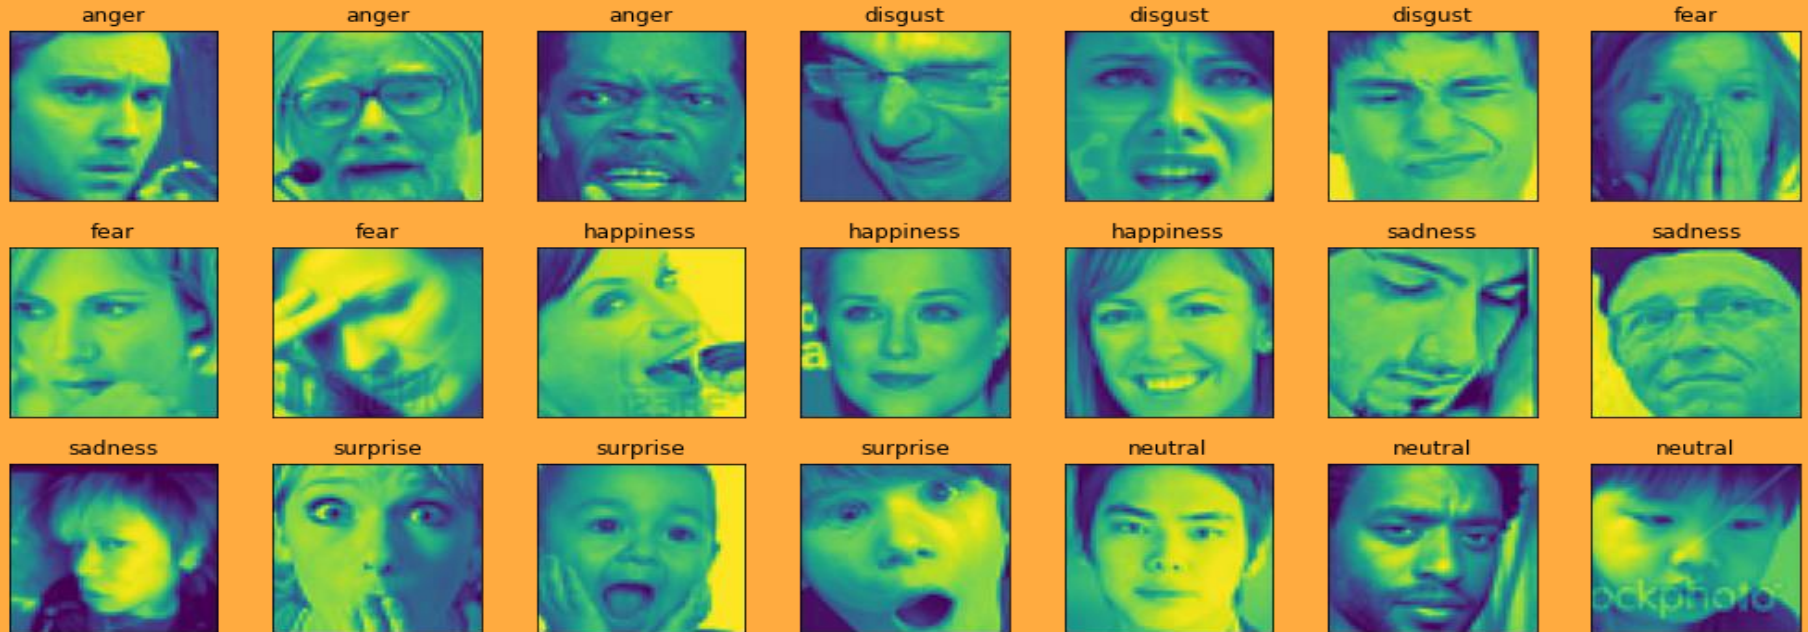 anger anger anger disgust disgust disgust fear
fear fear happiness happiness happiness sadness sadness
sadness surprise surprise surprise neutral neutral neutral
ockphoto